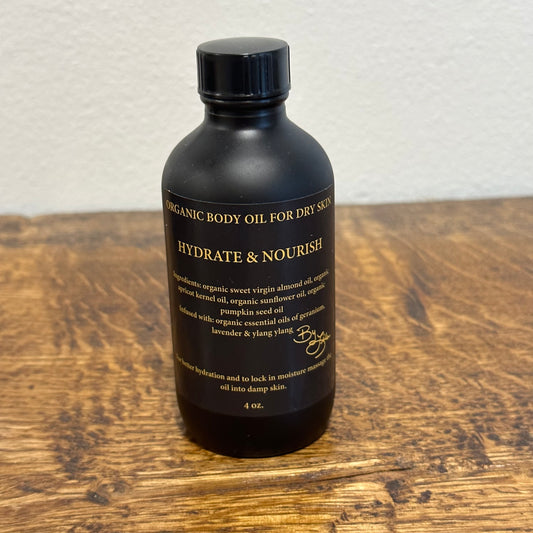 ORGANIC BODY OIL FOR DRY SKIN
HYDRATE & NOURISH
Ingredients: organic sweet virgin almond oil, organic
apricot kernel oil, organic sunflower oil, organic
pumpkin seed oil
Infused with: organic essential oils of geranium,
lavender & ylang ylang
By
better hydration and to lock in moisture massage
oil into damp skin.
4 oz.